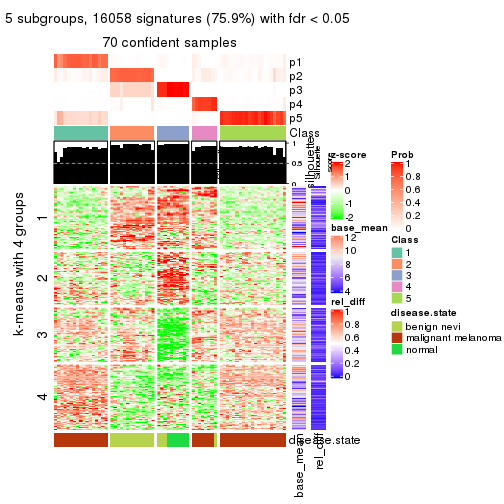 5 subgroups, 16058 signatures (75.9%) with fdr < 0.05
70 confident samples
p1
p2
p3
p4
p5
Class
1
0.5
0
silhouette
Silhouette
score
k-means with 4 groups
1
2
3
4
disease.state
base_mean
rel_diff
z-score
2
1
0
-1
-2
base_mean
12
10
8
6
4
rel_diff
1
0.8
0.6
0.4
0.2
0
Prob
1
0.8
0.6
0.4
0.2
0
Class
1
2
3
4
5
disease.state
benign nevi
malignant melanoma
normal